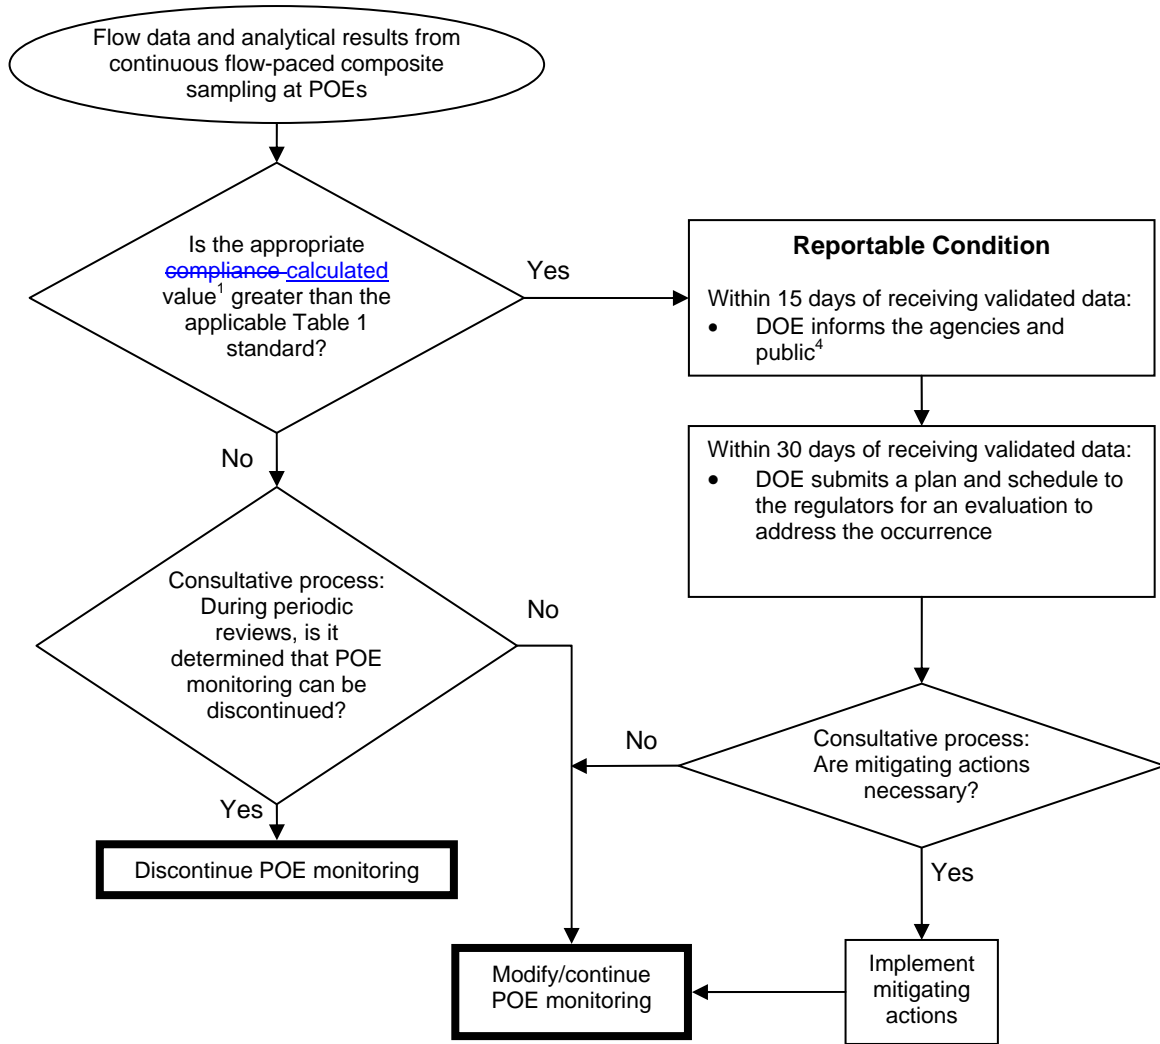 Flow data and analytical results from
continuous flow-paced composite
sampling at POEs
Is the appropriate
compliance calculated
value1 greater than the
applicable Table 1
standard?
Yes
Reportable Condition
Within 15 days of receiving validated data:
• DOE informs the agencies and
public4
Within 30 days of receiving validated data:
• DOE submits a plan and schedule to
the regulators for an evaluation to
address the occurrence
No
Consultative process:
During periodic
reviews, is it
determined that POE
monitoring can be
discontinued?
No
Yes
Discontinue POE monitoring
No
Consultative process:
Are mitigating actions
necessary?
Yes
Modify/continue
POE monitoring
Implement
mitigating
actions